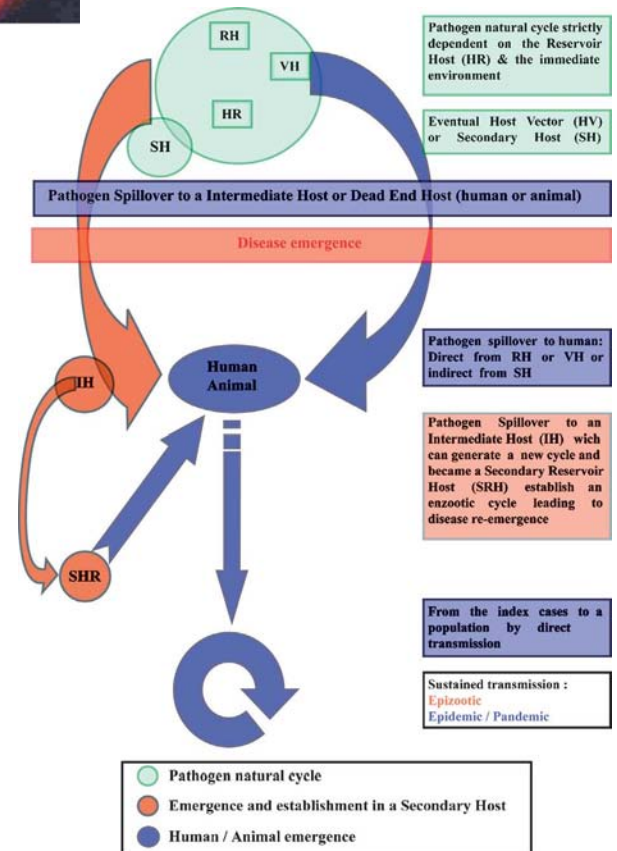 RH
VH
HR
SH
Pathogen natural cycle strictly
dependent on the Reservoir
Host (HR) & the immediate
environment
Eventual Host Vector (HV)
or Secondary Host (SH)
Pathogen Spillover to a Intermediate Host or Dead End Host (human or animal)
Disease emergence
Human
Animal
IH
SHR
Pathogen spillover to human:
Direct from RH or VH or
indirect from SH
Pathogen Spillover to an
Intermediate Host (IH) wich
can generate a new cycle and
became a Secondary Reservoir
Host (SRH) establish an
enzootic cycle leading to
disease re-emergence
From the index cases to a
population by direct
transmission
Sustained transmission :
Epizootic
Epidemic / Pandemic
Pathogen natural cycle
Emergence and establishment in a Secondary Host
Human / Animal emergence